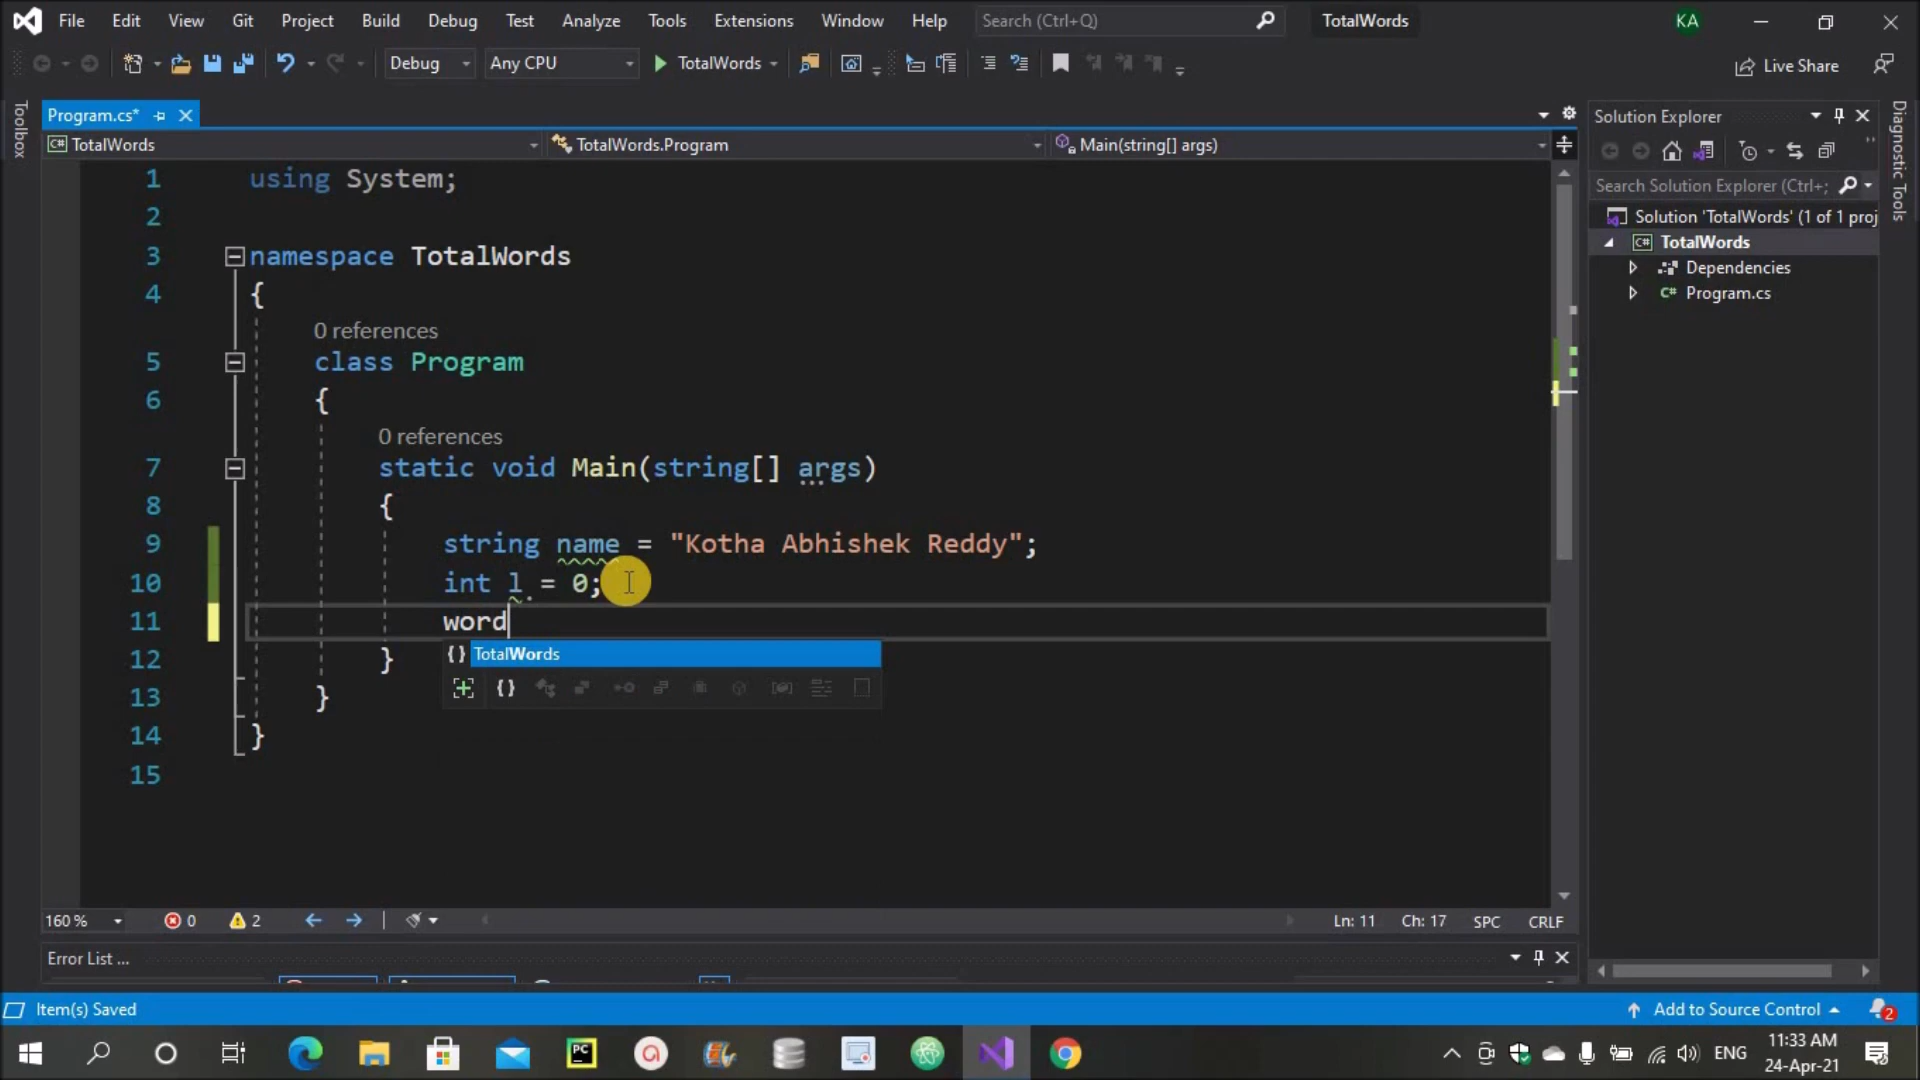 File Edit View Git Project Build Debug Test Analyze Tools Extensions Window Help Search (Ctrl+Q) TotalWords KA
Debug Any CPU TotalWords Live Share
Toolbox
Program.cs*
Solution Explorer
Diagnostic Tools
TotalWords TotalWords.Program Main(string[] args)
Search Solution Explorer (Ctrl+;
Solution 'TotalWords' (1 of 1 proj
TotalWords
Dependencies
Program.cs
1 using System;
2
3 namespace TotalWords
4 {
0 references
5 class Program
6 {
0 references
7 static void Main(string[] args)
8 {
9 string name = "Kotha Abhishek Reddy";
10 int l = 0;
11 word
{} TotalWords
12 }
13 }
14 }
15
160 % 0 2 Ln: 11 Ch: 17 SPC CRLF
Error List ...
Item(s) Saved Add to Source Control 2
PC ENG 11:33 AM
24-Apr-21